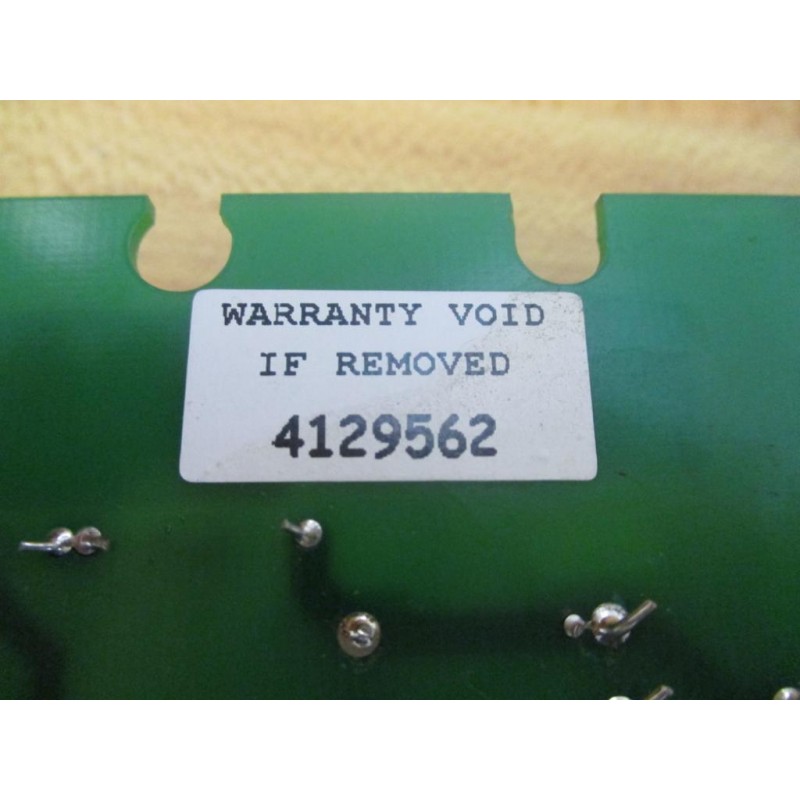 WARRANTY VOID
IF REMOVED
4129562